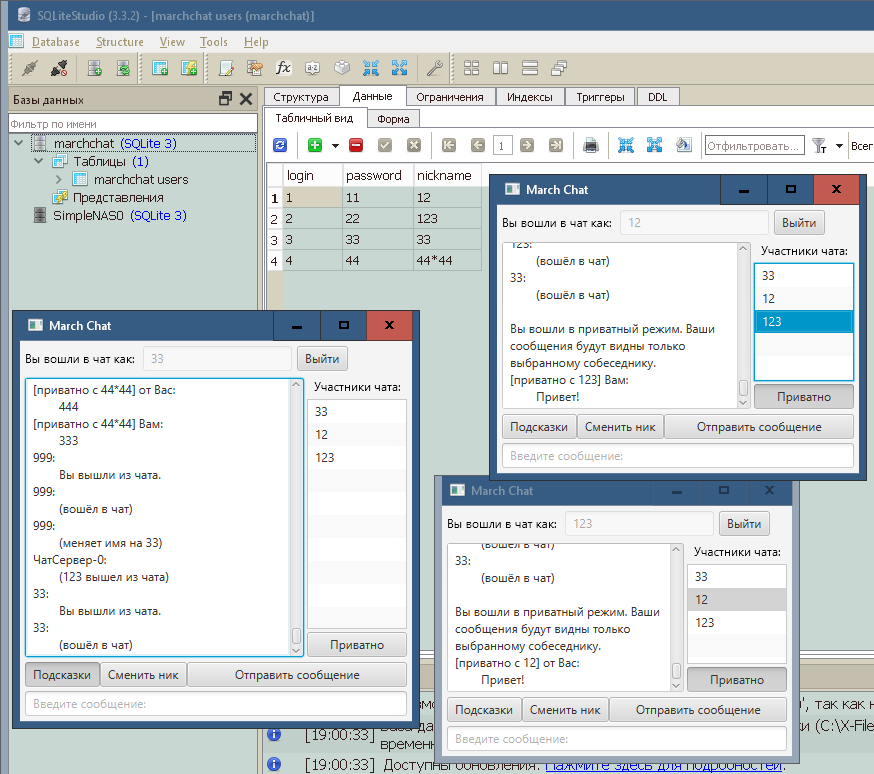 SQLiteStudio (3.3.2) - [marchchat users (marchchat)]
Database Structure View Tools Help
Базы данных
Фильтр по имени
marchchat (SQLite 3)
Таблицы (1)
marchchat users
Представления
SimpleNAS0 (SQLite 3)
Структура Данные Ограничения Индексы Триггеры DDL
Табличный вид Форма
1 Отфильтровать... Всег
login password nickname
1 1 11 12
2 2 22 123
3 3 33 33
4 4 44 44*44
March Chat
Вы вошли в чат как: 12 Выйти
123:
(вошёл в чат)
33:
(вошёл в чат)
Вы вошли в приватный режим. Ваши
сообщения будут видны только
выбранному собеседнику.
[приватно с 123] Вам:
Привет!
Участники чата:
33
12
123
Приватно
Подсказки Сменить ник Отправить сообщение
Введите сообщение:
March Chat
Вы вошли в чат как: 33 Выйти
[приватно с 44*44] от Вас:
444
[приватно с 44*44] Вам:
333
999:
Вы вышли из чата.
999:
(вошёл в чат)
999:
(меняет имя на 33)
ЧатСервер-0:
(123 вышел из чата)
33:
Вы вышли из чата.
33:
(вошёл в чат)
Участники чата:
33
12
123
Приватно
Подсказки Сменить ник Отправить сообщение
Введите сообщение:
March Chat
Вы вошли в чат как: 123 Выйти
(вошёл в чат)
33:
(вошёл в чат)
Вы вошли в приватный режим. Ваши
сообщения будут видны только
выбранному собеседнику.
[приватно с 12] от Вас:
Привет!
Участники чата:
33
12
123
Приватно
Подсказки Сменить ник Отправить сообщение
Введите сообщение:
, так как н
[19:00:33] База да
(C:\X-File
временн
[19:00:33] Доступны обновления. Нажмите здесь для подробностей.